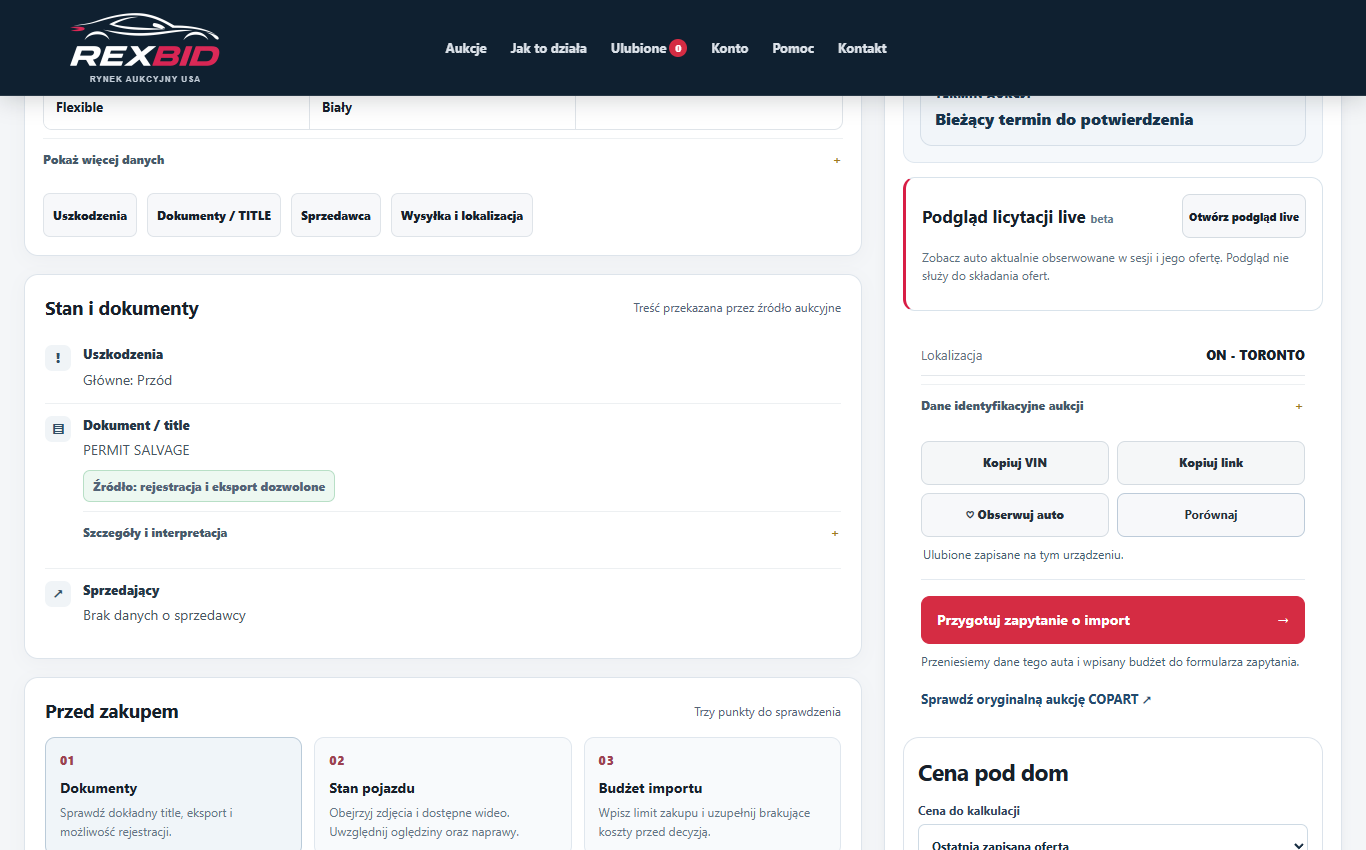 REXBID
RYNEK AUKCYJNY USA
Aukcje
Jak to działa
Ulubione 0
Konto
Pomoc
Kontakt
Flexible
Biały
Pokaż więcej danych +
Uszkodzenia
Dokumenty / TITLE
Sprzedawca
Wysyłka i lokalizacja
Stan i dokumenty
Treść przekazana przez źródło aukcyjne
!
Uszkodzenia
Główne: Przód
Dokument / title
PERMIT SALVAGE
Źródło: rejestracja i eksport dozwolone
Szczegóły i interpretacja +
↗
Sprzedający
Brak danych o sprzedawcy
Przed zakupem
Trzy punkty do sprawdzenia
01
Dokumenty
Sprawdź dokładny title, eksport i
możliwość rejestracji.
02
Stan pojazdu
Obejrzyj zdjęcia i dostępne wideo.
Uwzględnij oględziny oraz naprawy.
03
Budżet importu
Wpisz limit zakupu i uzupełnij brakujące
koszty przed decyzją.
Bieżący termin do potwierdzenia
Podgląd licytacji live beta
Otwórz podgląd live
Zobacz auto aktualnie obserwowane w sesji i jego ofertę. Podgląd nie
służy do składania ofert.
Lokalizacja
ON - TORONTO
Dane identyfikacyjne aukcji +
Kopiuj VIN
Kopiuj link
♡ Obserwuj auto
Porównaj
Ulubione zapisane na tym urządzeniu.
Przygotuj zapytanie o import →
Przeniesiemy dane tego auta i wpisany budżet do formularza zapytania.
Sprawdź oryginalną aukcję COPART ↗
Cena pod dom
Cena do kalkulacji
Ostatnia zapisana oferta